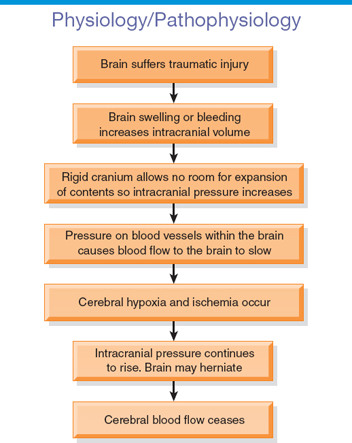 Physiology/Pathophysiology
Brain suffers traumatic injury
Brain swelling or bleeding
increases intracranial volume
Rigid cranium allows no room for expansion
of contents so intracranial pressure increases
Pressure on blood vessels within the brain
causes blood flow to the brain to slow
Cerebral hypoxia and ischemia occur
Intracranial pressure continues
to rise. Brain may herniate
Cerebral blood flow ceases